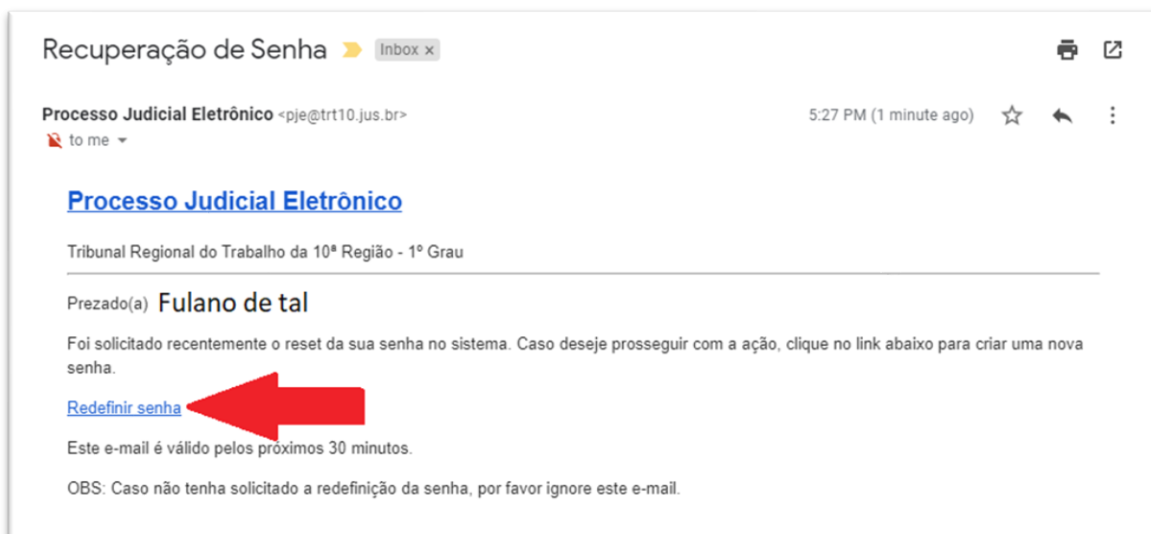 Recuperação de Senha Inbox x
Processo Judicial Eletrônico <pje@trt10.jus.br> 5:27 PM (1 minute ago)
to me
Processo Judicial Eletrônico
Tribunal Regional do Trabalho da 10ª Região - 1º Grau
Prezado(a) Fulano de tal
Foi solicitado recentemente o reset da sua senha no sistema. Caso deseje prosseguir com a ação, clique no link abaixo para criar uma nova
senha.
Redefinir senha
Este e-mail é válido pelos próximos 30 minutos.
OBS: Caso não tenha solicitado a redefinição da senha, por favor ignore este e-mail.